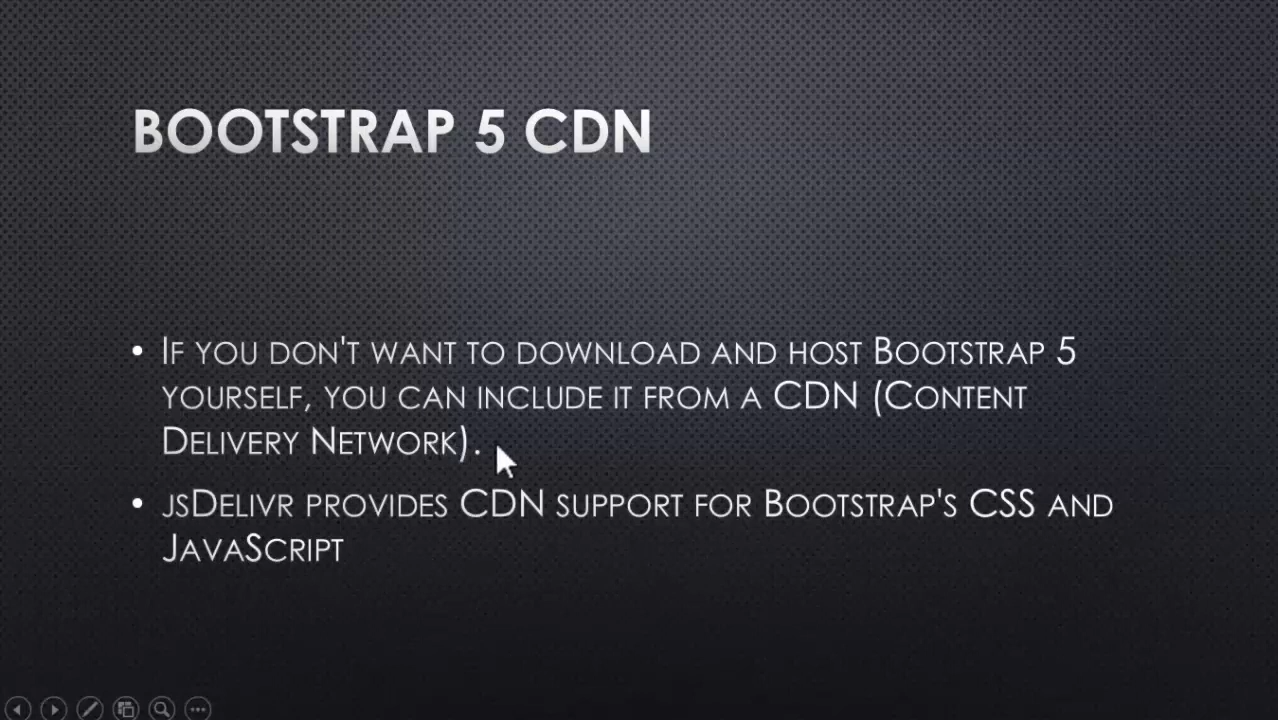 BOOTSTRAP 5 CDN
• If you don't want to download and host Bootstrap 5
yourself, you can include it from a CDN (Content
Delivery Network).
• jsDelivr provides CDN support for Bootstrap's CSS and
JavaScript